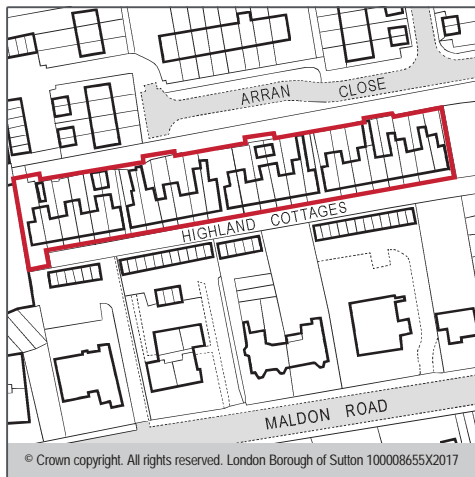 ARRAN CLOSE
HIGHLAND COTTAGES
MALDON ROAD
© Crown copyright. All rights reserved. London Borough of Sutton 100008655X2017